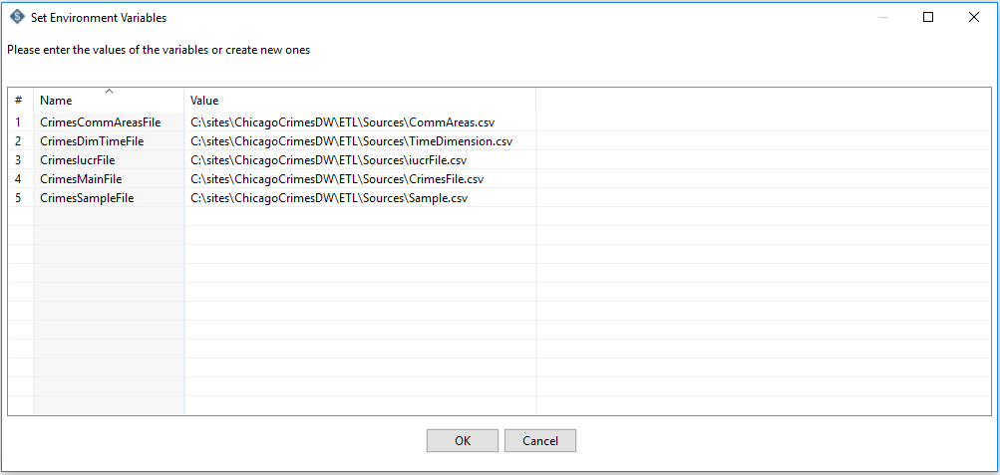 Set Environment Variables
Please enter the values of the variables or create new ones
# Name Value
1 CrimesCommAreasFile C:\sites\ChicagoCrimesDW\ETL\Sources\CommAreas.csv
2 CrimesDimTimeFile C:\sites\ChicagoCrimesDW\ETL\Sources\TimeDimension.csv
3 CrimesIucrFile C:\sites\ChicagoCrimesDW\ETL\Sources\iucrFile.csv
4 CrimesMainFile C:\sites\ChicagoCrimesDW\ETL\Sources\CrimesFile.csv
5 CrimesSampleFile C:\sites\ChicagoCrimesDW\ETL\Sources\Sample.csv
OK Cancel